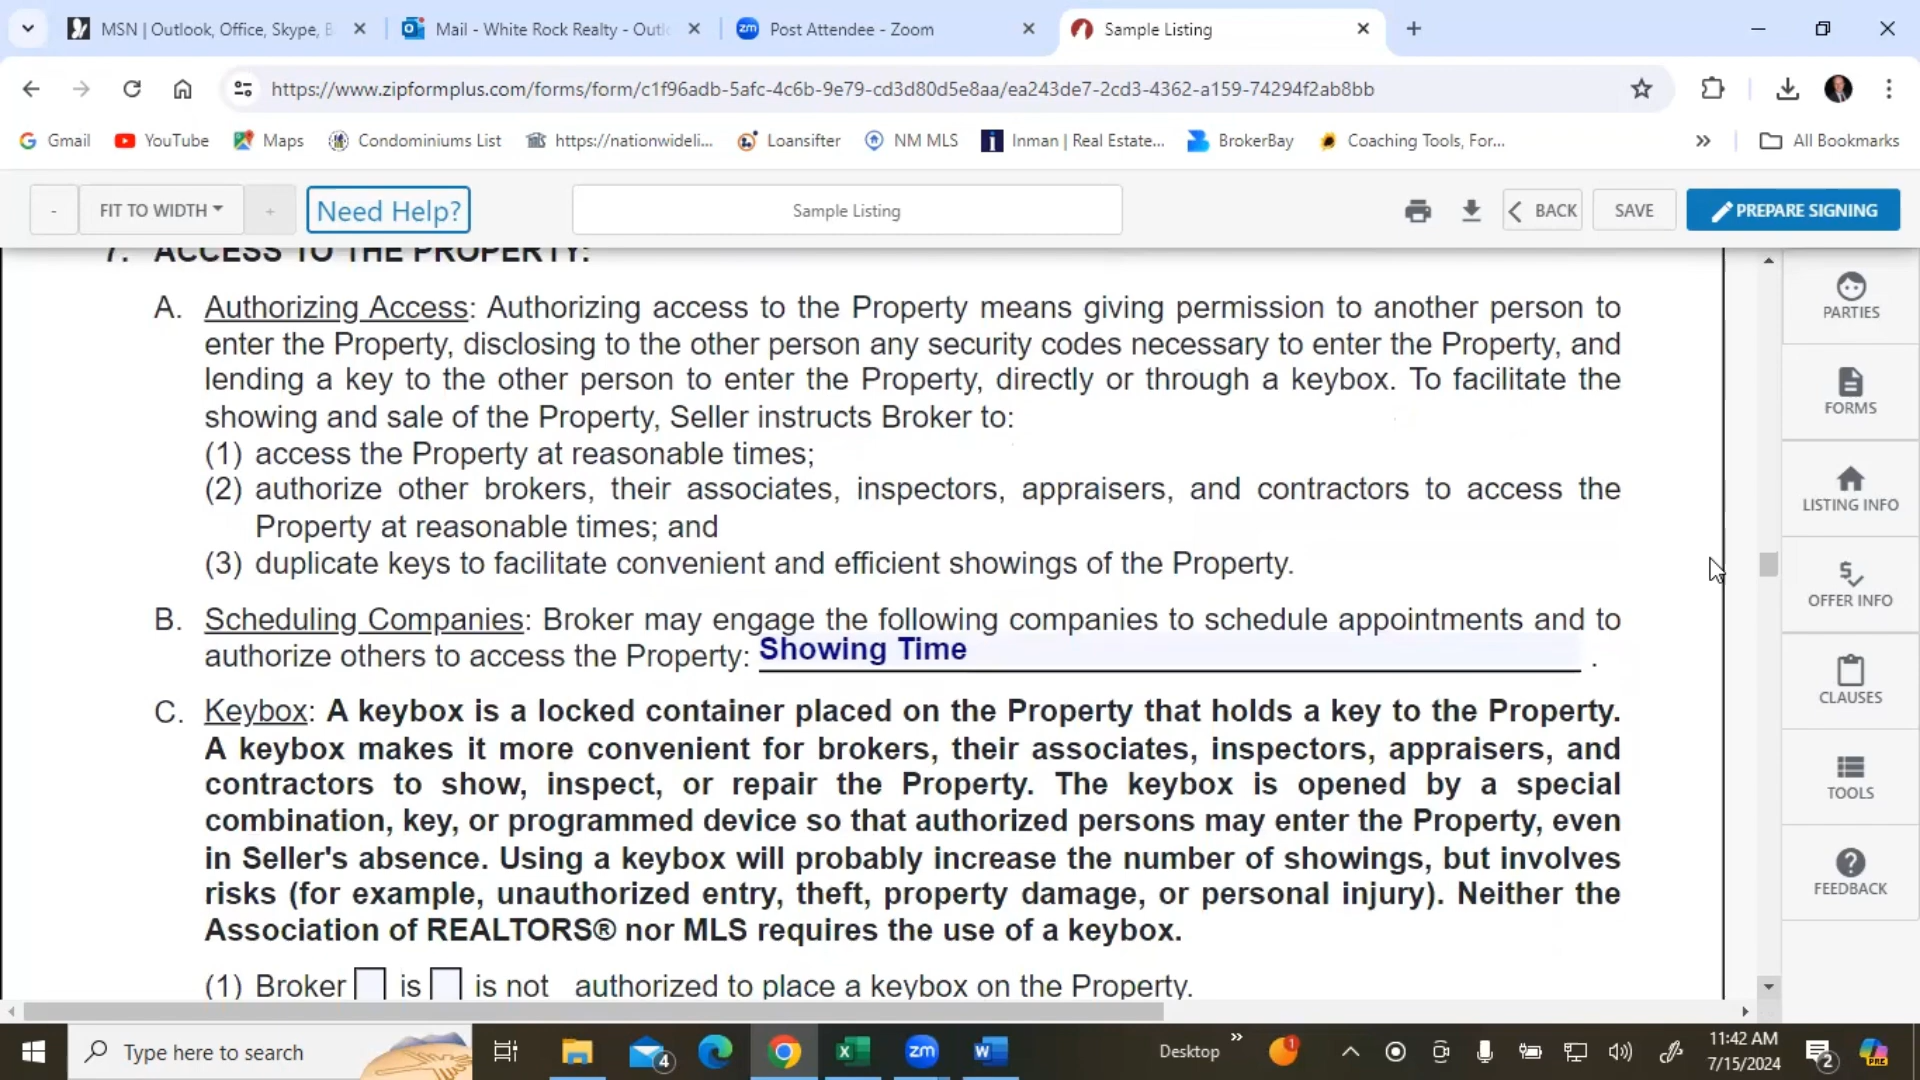 MSN | Outlook, Office, Skype, B
Mail - White Rock Realty - Outlo
zm Post Attendee - Zoom
Sample Listing
https://www.zipformplus.com/forms/form/c1f96adb-5afc-4c6b-9e79-cd3d80d5e8aa/ea243de7-2cd3-4362-a159-74294f2ab8bb
Gmail
YouTube
Maps
Condominiums List
https://nationwideli...
Loansifter
NM MLS
Inman | Real Estate...
BrokerBay
Coaching Tools, For...
All Bookmarks
-
FIT TO WIDTH
+
Need Help?
Sample Listing
BACK
SAVE
PREPARE SIGNING
7. ACCESS TO THE PROPERTY:
A. Authorizing Access: Authorizing access to the Property means giving permission to another person to
enter the Property, disclosing to the other person any security codes necessary to enter the Property, and
lending a key to the other person to enter the Property, directly or through a keybox. To facilitate the
showing and sale of the Property, Seller instructs Broker to:
(1) access the Property at reasonable times;
(2) authorize other brokers, their associates, inspectors, appraisers, and contractors to access the
Property at reasonable times; and
(3) duplicate keys to facilitate convenient and efficient showings of the Property.
B. Scheduling Companies: Broker may engage the following companies to schedule appointments and to
authorize others to access the Property: Showing Time .
C. Keybox: A keybox is a locked container placed on the Property that holds a key to the Property.
A keybox makes it more convenient for brokers, their associates, inspectors, appraisers, and
contractors to show, inspect, or repair the Property. The keybox is opened by a special
combination, key, or programmed device so that authorized persons may enter the Property, even
in Seller's absence. Using a keybox will probably increase the number of showings, but involves
risks (for example, unauthorized entry, theft, property damage, or personal injury). Neither the
Association of REALTORS® nor MLS requires the use of a keybox.
(1) Broker is is not authorized to place a keybox on the Property.
PARTIES
FORMS
LISTING INFO
OFFER INFO
CLAUSES
TOOLS
FEEDBACK
Type here to search
4
zm
Desktop
1
11:42 AM
7/15/2024
2
PRE